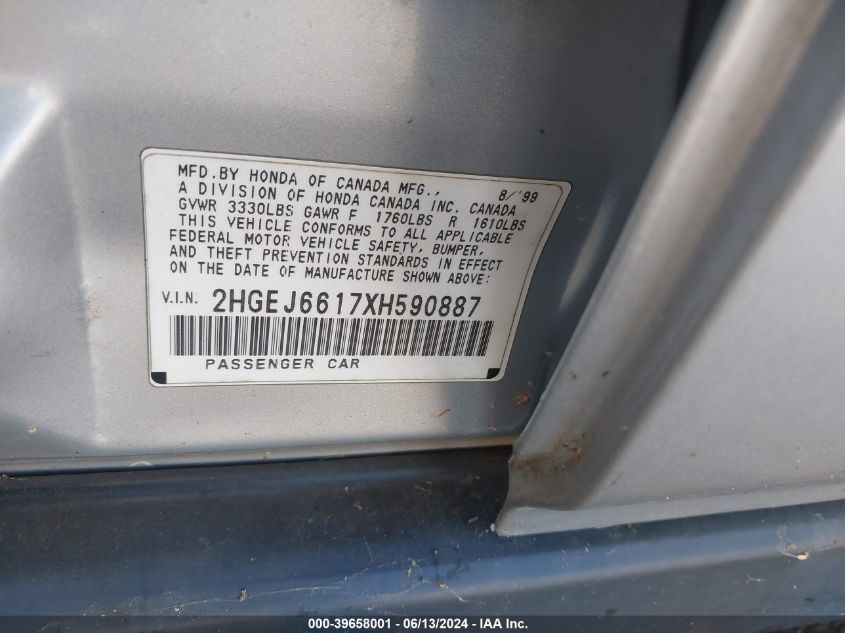 MFD. BY HONDA OF CANADA MFG., 8/'99
A DIVISION OF HONDA CANADA INC. CANADA
GVWR 3330LBS GAWR F 1760LBS R 1610LBS
THIS VEHICLE CONFORMS TO ALL APPLICABLE
FEDERAL MOTOR VEHICLE SAFETY, BUMPER,
AND THEFT PREVENTION STANDARDS IN EFFECT
ON THE DATE OF MANUFACTURE SHOWN ABOVE:
V.I.N. 2HGEJ6617XH590887
PASSENGER CAR
000-39658001 - 06/13/2024 - IAA Inc.